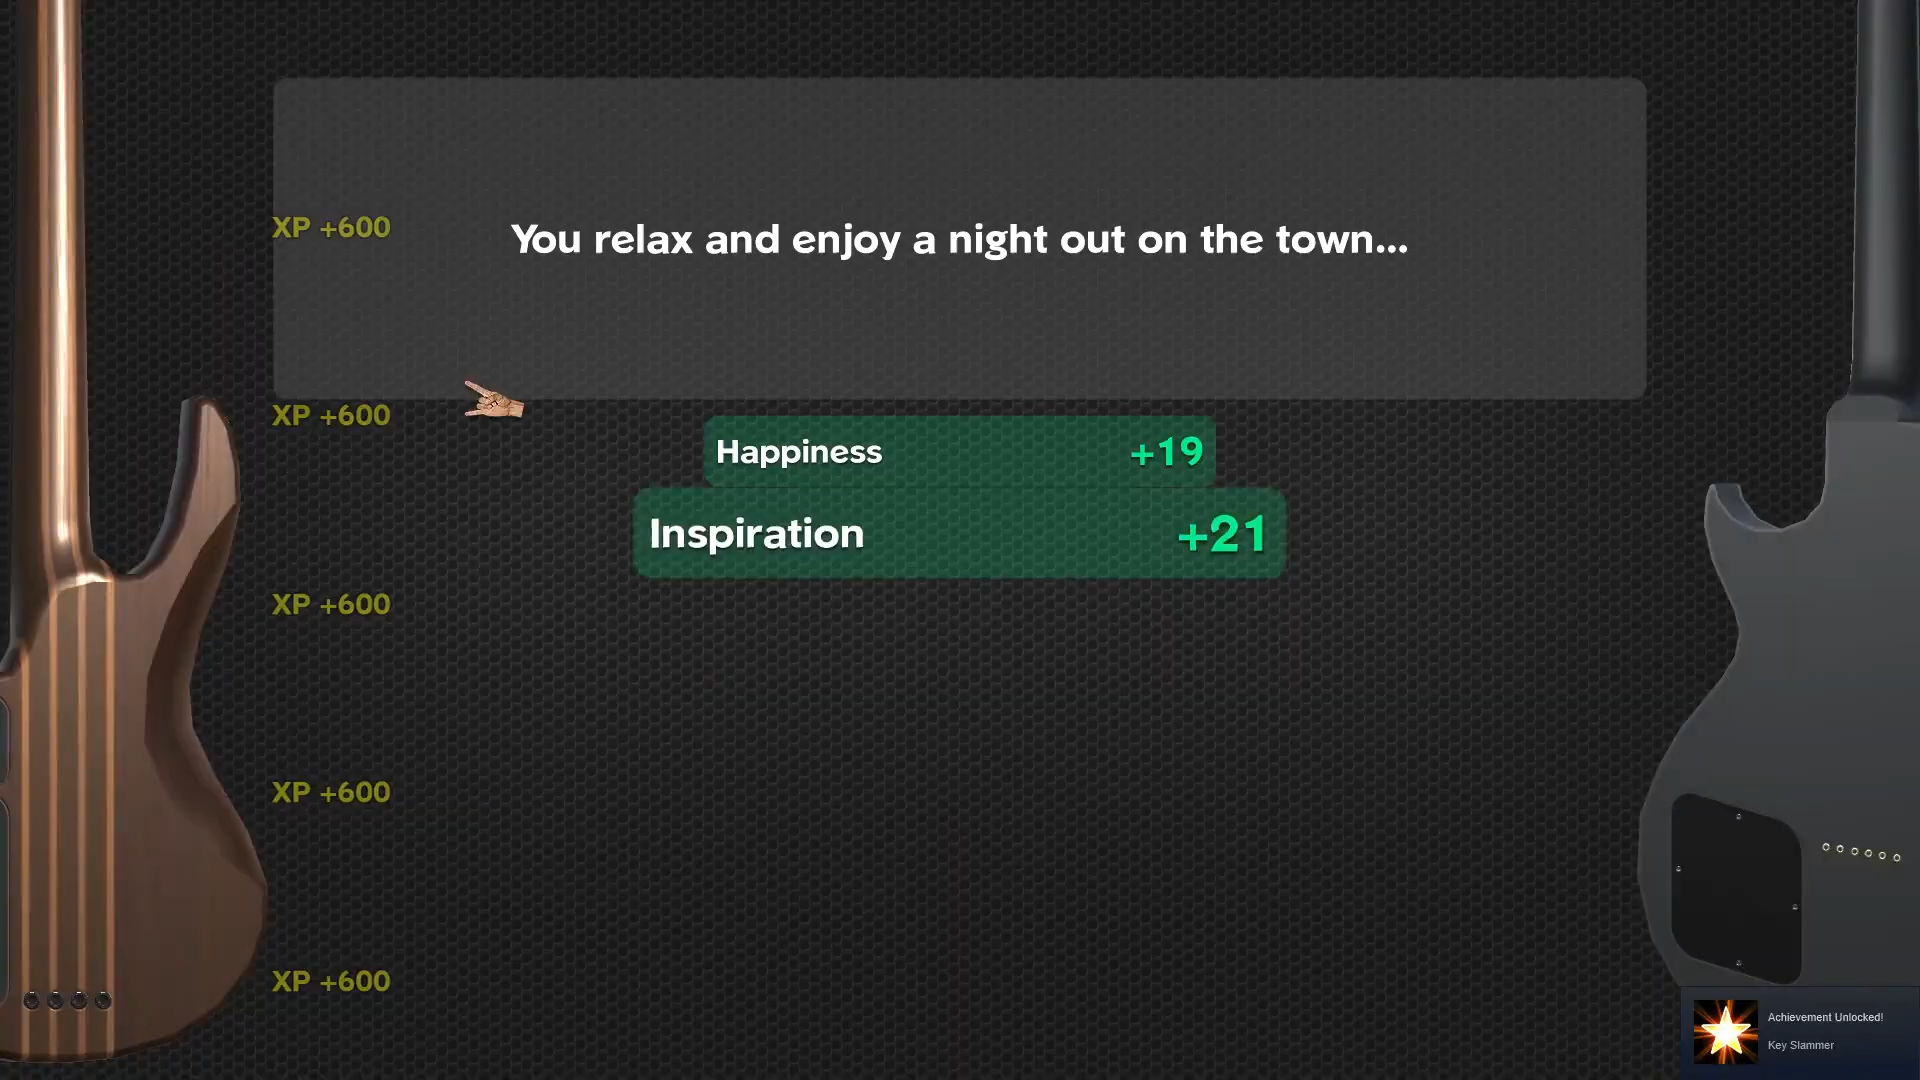 XP +600
You relax and enjoy a night out on the town...
XP +600
Happiness +19
Inspiration +21
XP +600
XP +600
XP +600
Achievement Unlocked!
Key Slammer